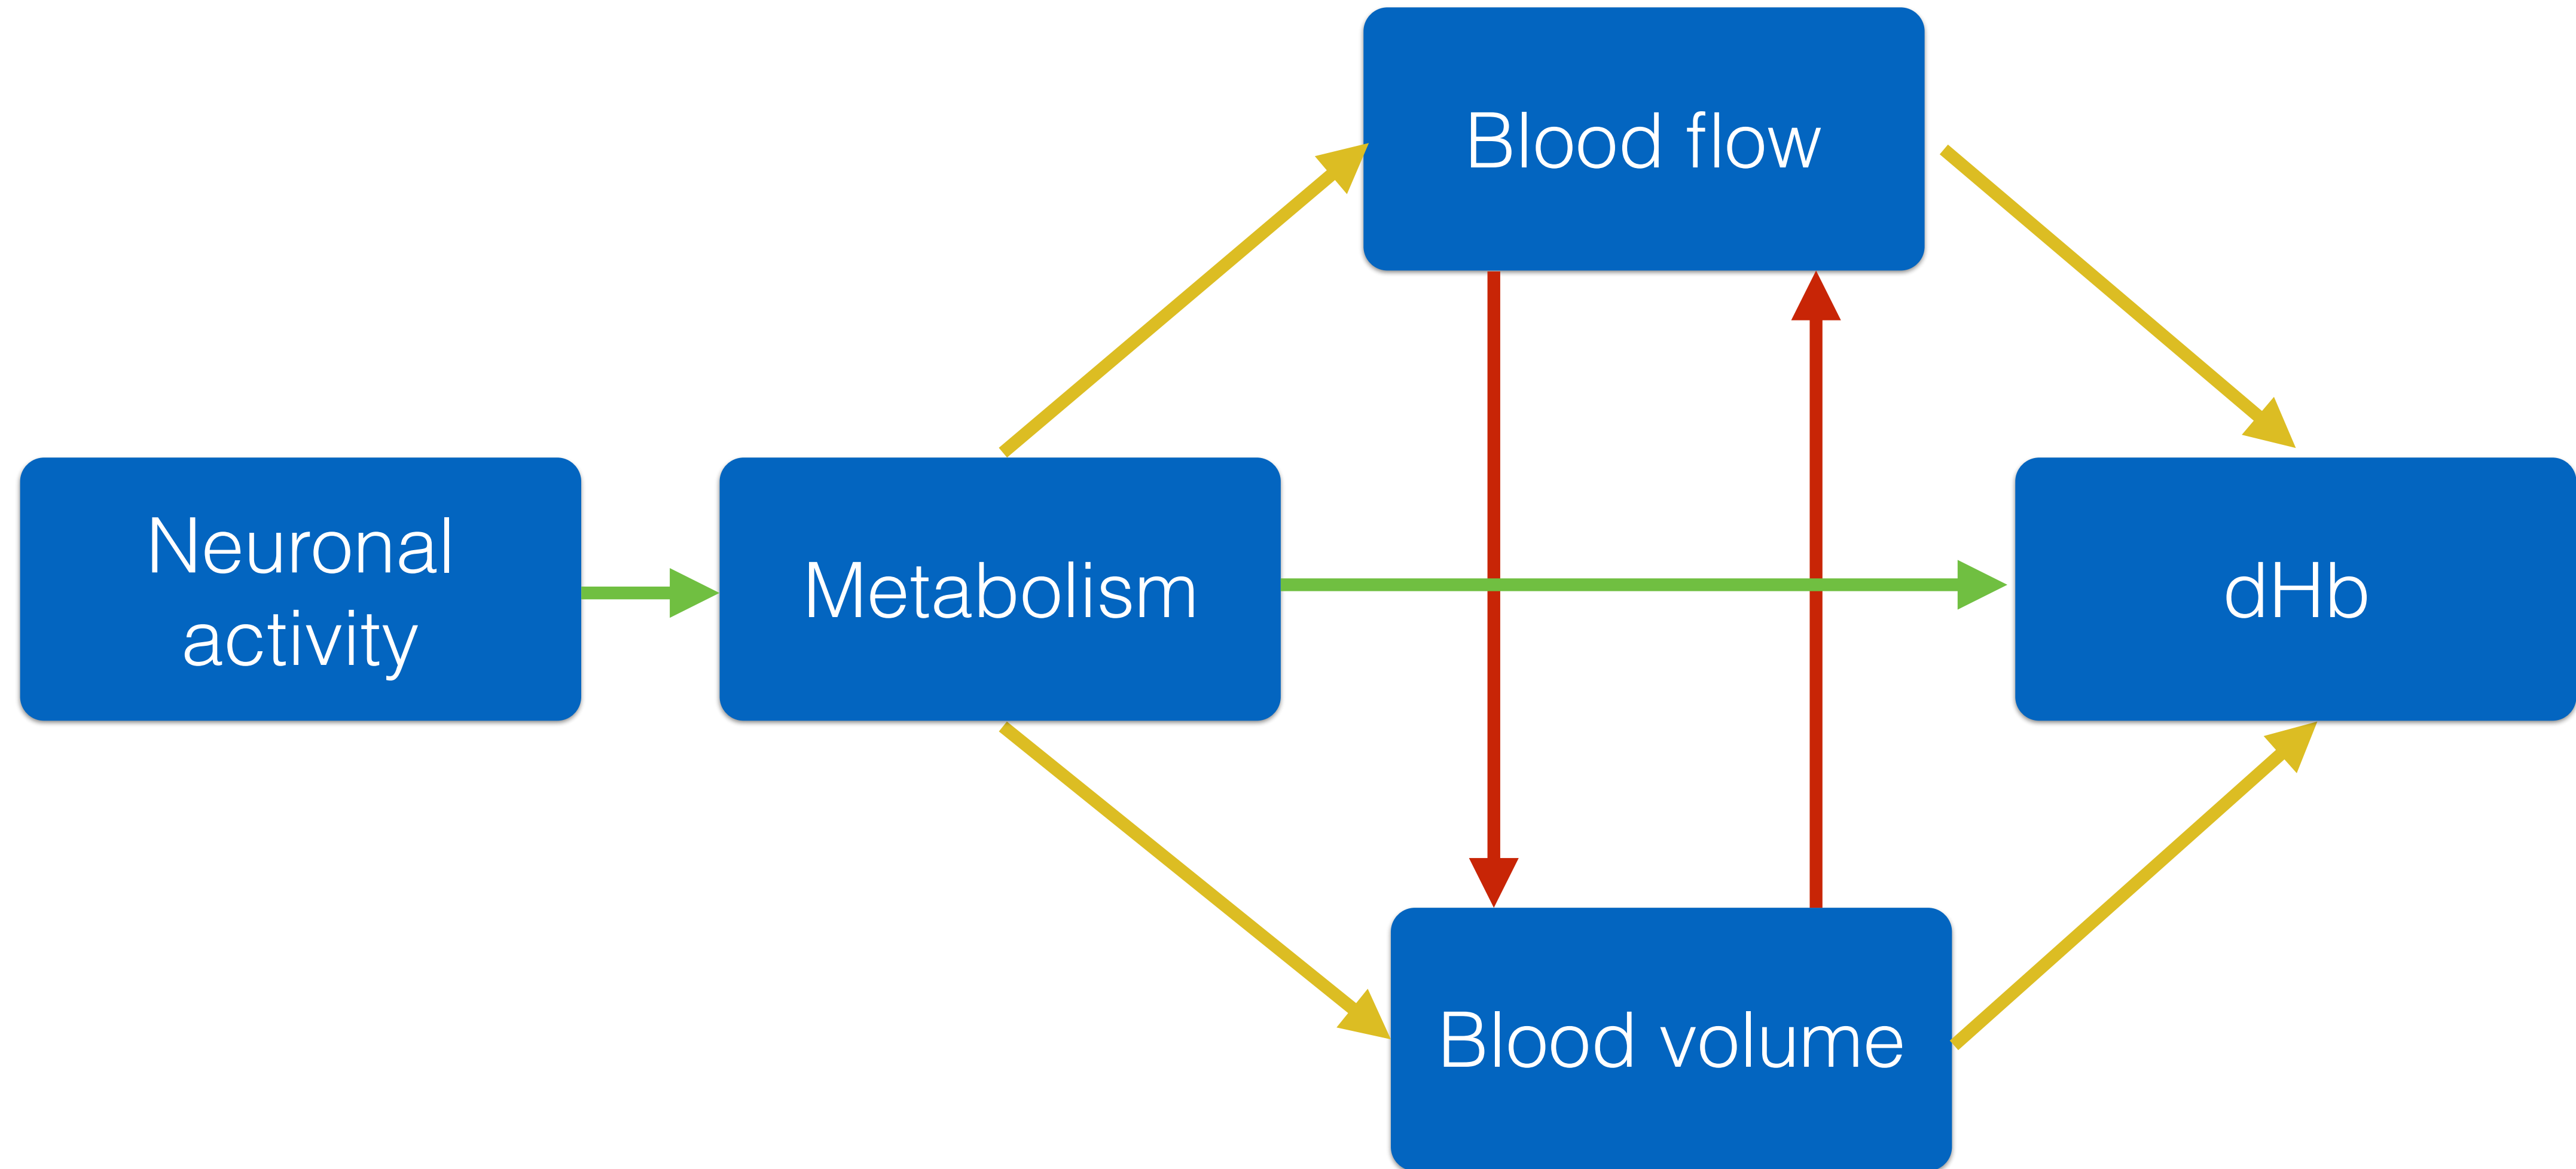 Blood flow
Neuronal
activity
Metabolism
dHb
Blood volume